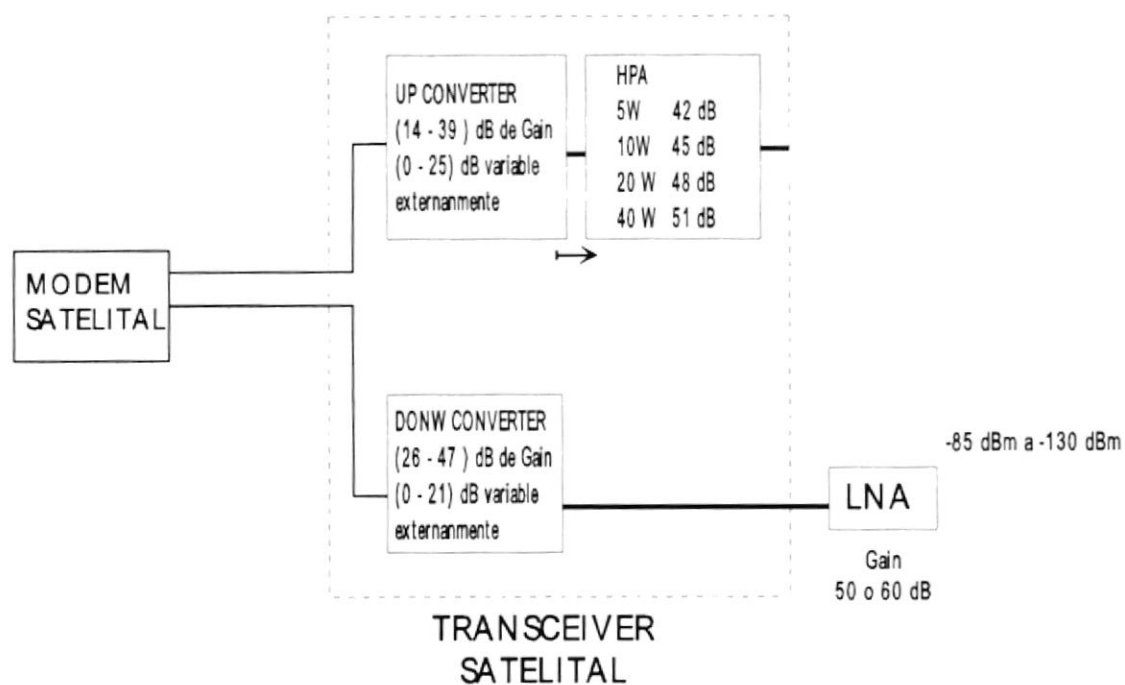 UP CONVERTER
(14 - 39 ) dB de Gain
(0 - 25) dB variable
externanmente
HPA
5W 42 dB
10W 45 dB
20 W 48 dB
40 W 51 dB
MODEM
SATELITAL
DONW CONVERTER
(26 - 47 ) dB de Gain
(0 - 21) dB variable
externanmente
-85 dBm a -130 dBm
LNA
Gain
50 o 60 dB
TRANSCEIVER
SATELITAL